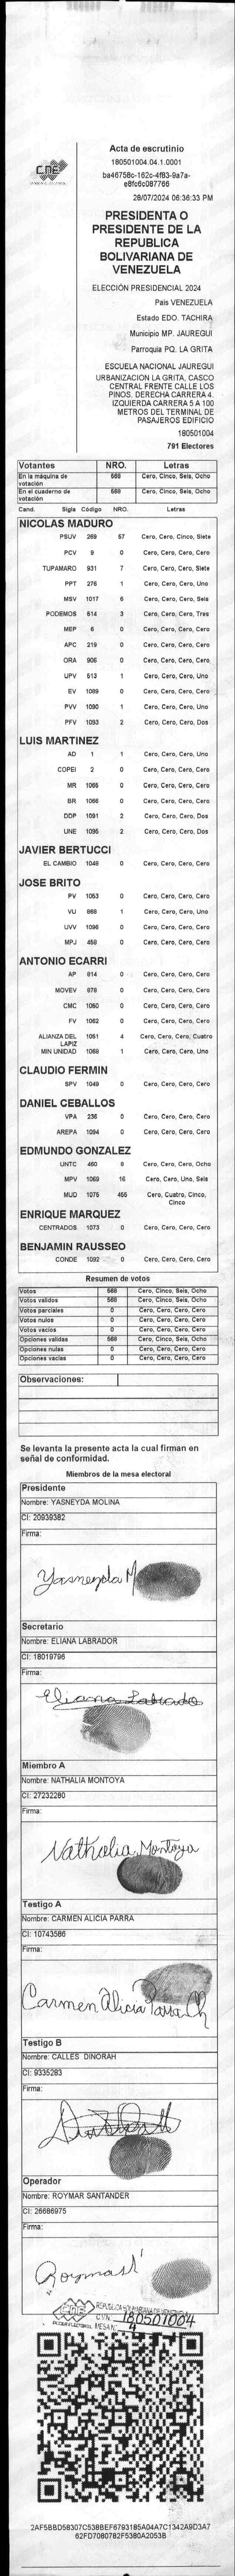 CNE
Acta de escrutinio
180501004.04.1.0001
ba46758c-162c-4f83-9a7a-
e8fc6c087766
28/07/2024 06:36:33 PM
PRESIDENTA O
PRESIDENTE DE LA
REPUBLICA
BOLIVARIANA DE
VENEZUELA
ELECCIÓN PRESIDENCIAL 2024
Pais VENEZUELA
Estado EDO. TACHIRA
Municipio MP. JAUREGUI
Parroquia PQ. LA GRITA
ESCUELA NACIONAL JAUREGUI
URBANIZACION LA GRITA, CASCO
CENTRAL FRENTE CALLE LOS
PINOS. DERECHA CARRERA 4.
IZQUIERDA CARRERA 5 A 100
METROS DEL TERMINAL DE
PASAJEROS EDIFICIO
180501004
791 Electores
Votantes NRO. Letras
En la máquina de votación 568 Cero, Cinco, Seis, Ocho
En el cuaderno de votación 568 Cero, Cinco, Seis, Ocho
Cand. Sigla Código NRO. Letras
NICOLAS MADURO
PSUV 269 57 Cero, Cero, Cinco, Siete
PCV 9 0 Cero, Cero, Cero, Cero
TUPAMARO 931 7 Cero, Cero, Cero, Siete
PPT 276 1 Cero, Cero, Cero, Uno
MSV 1017 6 Cero, Cero, Cero, Seis
PODEMOS 514 3 Cero, Cero, Cero, Tres
MEP 6 0 Cero, Cero, Cero, Cero
APC 219 0 Cero, Cero, Cero, Cero
ORA 906 0 Cero, Cero, Cero, Cero
UPV 513 1 Cero, Cero, Cero, Uno
EV 1089 0 Cero, Cero, Cero, Cero
PVV 1090 1 Cero, Cero, Cero, Uno
PFV 1093 2 Cero, Cero, Cero, Dos
LUIS MARTINEZ
AD 1 1 Cero, Cero, Cero, Uno
COPEI 2 0 Cero, Cero, Cero, Cero
MR 1065 0 Cero, Cero, Cero, Cero
BR 1066 0 Cero, Cero, Cero, Cero
DDP 1091 2 Cero, Cero, Cero, Dos
UNE 1095 2 Cero, Cero, Cero, Dos
JAVIER BERTUCCI
EL CAMBIO 1048 0 Cero, Cero, Cero, Cero
JOSE BRITO
PV 1053 0 Cero, Cero, Cero, Cero
VU 868 1 Cero, Cero, Cero, Uno
UVV 1096 0 Cero, Cero, Cero, Cero
MPJ 459 0 Cero, Cero, Cero, Cero
ANTONIO ECARRI
AP 814 0 Cero, Cero, Cero, Cero
MOVEV 878 0 Cero, Cero, Cero, Cero
CMC 1050 0 Cero, Cero, Cero, Cero
FV 1062 0 Cero, Cero, Cero, Cero
ALIANZA DEL LAPIZ 1051 4 Cero, Cero, Cero, Cuatro
MIN UNIDAD 1068 1 Cero, Cero, Cero, Uno
CLAUDIO FERMIN
SPV 1049 0 Cero, Cero, Cero, Cero
DANIEL CEBALLOS
VPA 236 0 Cero, Cero, Cero, Cero
AREPA 1094 0 Cero, Cero, Cero, Cero
EDMUNDO GONZALEZ
UNTC 460 8 Cero, Cero, Cero, Ocho
MPV 1069 16 Cero, Cero, Uno, Seis
MUD 1075 455 Cero, Cuatro, Cinco,
Cinco
ENRIQUE MARQUEZ
CENTRADOS 1073 0 Cero, Cero, Cero, Cero
BENJAMIN RAUSSEO
CONDE 1092 0 Cero, Cero, Cero, Cero
Resumen de votos
Votos 568 Cero, Cinco, Seis, Ocho
Votos válidos 568 Cero, Cinco, Seis, Ocho
Votos parciales 0 Cero, Cero, Cero, Cero
Votos nulos 0 Cero, Cero, Cero, Cero
Votos vacíos 0 Cero, Cero, Cero, Cero
Opciones validas 568 Cero, Cinco, Seis, Ocho
Opciones nulas 0 Cero, Cero, Cero, Cero
Opciones vacias 0 Cero, Cero, Cero, Cero
Observaciones:
Se levanta la presente acta la cual firman en
señal de conformidad.
Miembros de la mesa electoral
Presidente
Nombre: YASNEYDA MOLINA
CI: 20939382
Firma:
Yasneyda M
Secretario
Nombre: ELIANA LABRADOR
CI: 18019796
Firma:
Eliana Labrador
Miembro A
Nombre: NATHALIA MONTOYA
CI: 27232280
Firma:
Nathalia Montoya
Testigo A
Nombre: CARMEN ALICIA PARRA
CI: 10743586
Firma:
Carmen Alicia Parra Ch
Testigo B
Nombre: CALLES DINORAH
CI: 9335283
Firma:
Operador
Nombre: ROYMAR SANTANDER
CI: 26686975
Firma:
CNE
PODER ELECTORAL
REPÚBLICA BOLIVARIANA DE VENEZUELA
C.V.N. 180501004
MESA N° 4
2AF5BBD58307C538BEF6793185A04A7C1342A9D3A7
62FD7080782F5380A2053B